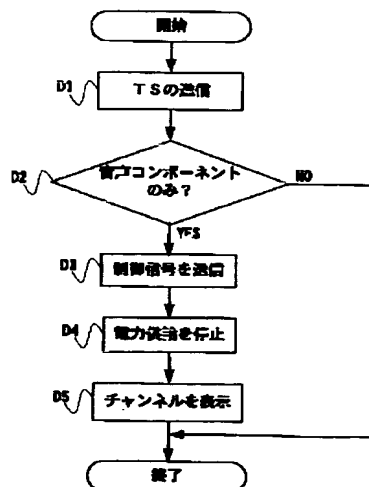 開始
D1
TSの送信
D2
音声コンポーネント
のみ?
NO
YES
D3
制御信号を送信
D4
電力供給を停止
D5
チャンネルを表示
終了